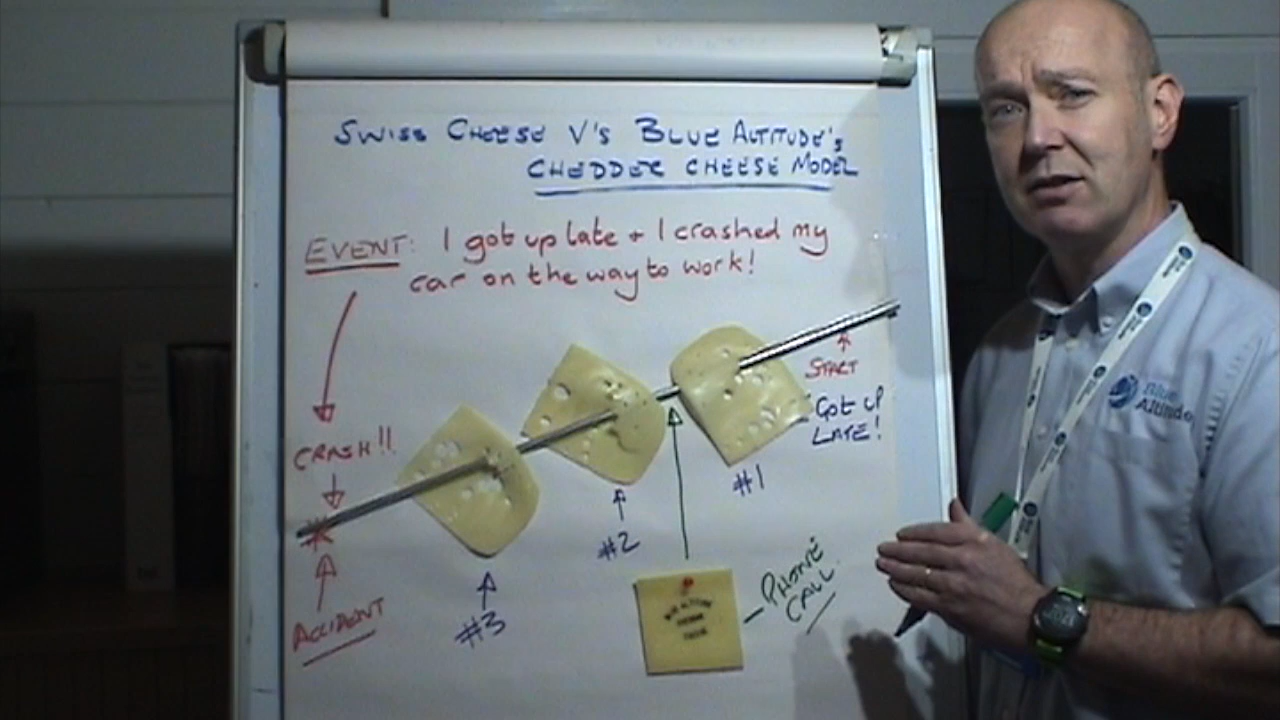 SWISS CHEESE V'S BLUE ALTITUDE'S
CHEDDER CHEESE MODEL
EVENT: I got up late + I crashed my
car on the way to work!
START
GOT UP
LATE!
CRASH!!
#1
#2
#3
ACCIDENT
PHONE
CALL
Blue
Altitude